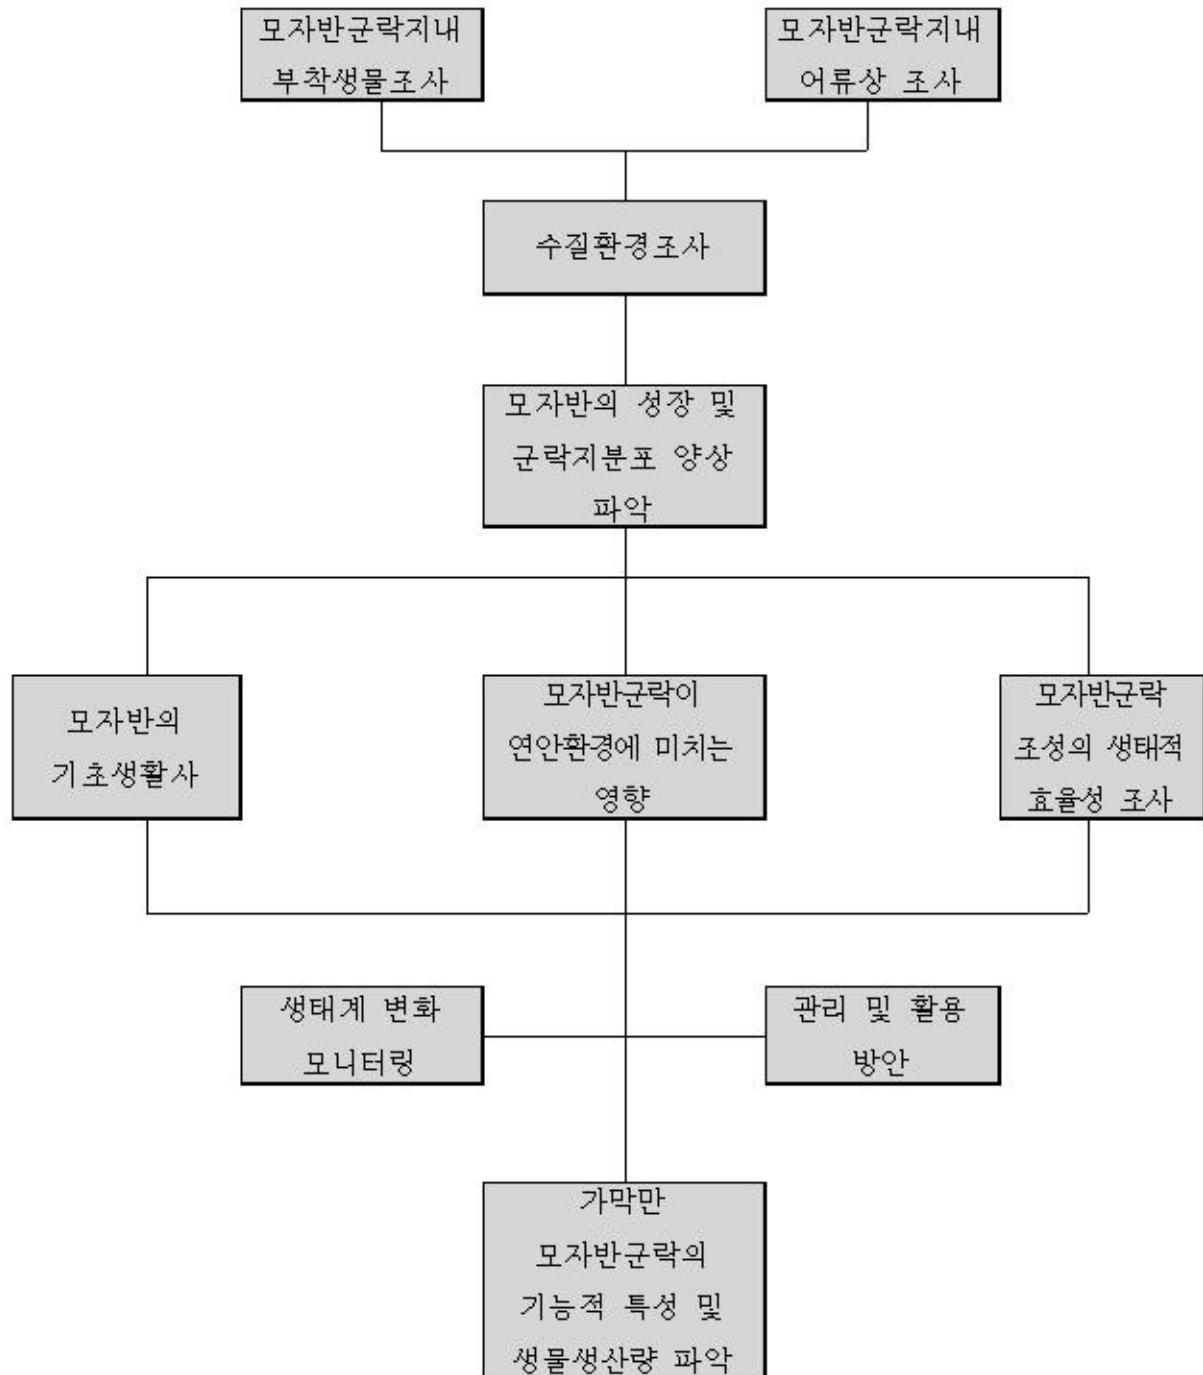 모자반군락지내
부착생물조사
모자반군락지내
어류상 조사
수질환경조사
모자반의 성장 및
군락지분포 양상
파악
모자반의
기초생활사
모자반군락이
연안환경에 미치는
영향
모자반군락
조성의 생태적
효율성 조사
생태계 변화
모니터링
관리 및 활용
방안
가막만
모자반군락의
기능적 특성 및
생물생산량 파악